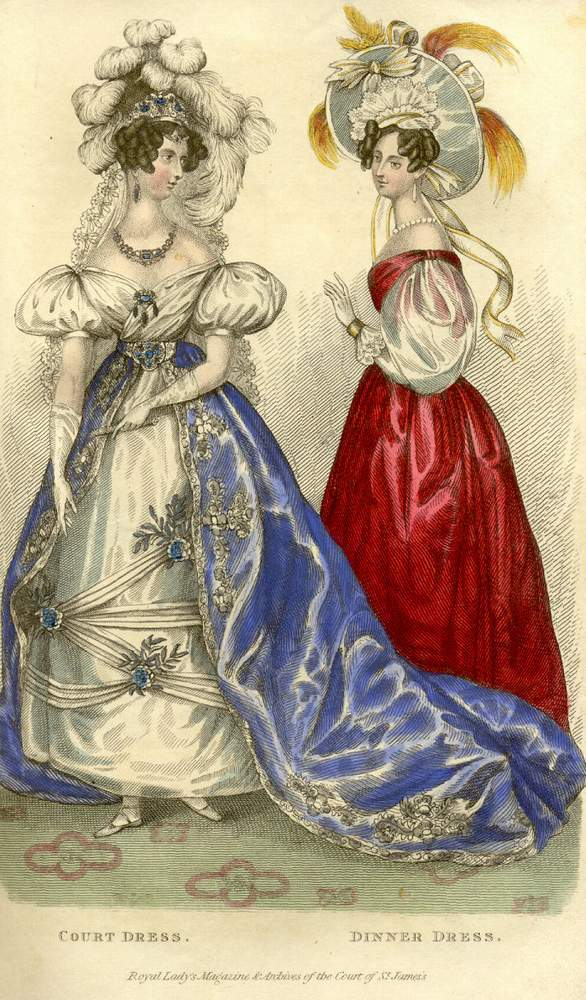 COURT DRESS. DINNER DRESS.
Royal Lady's Magazine & Archives of the Court of St. James's